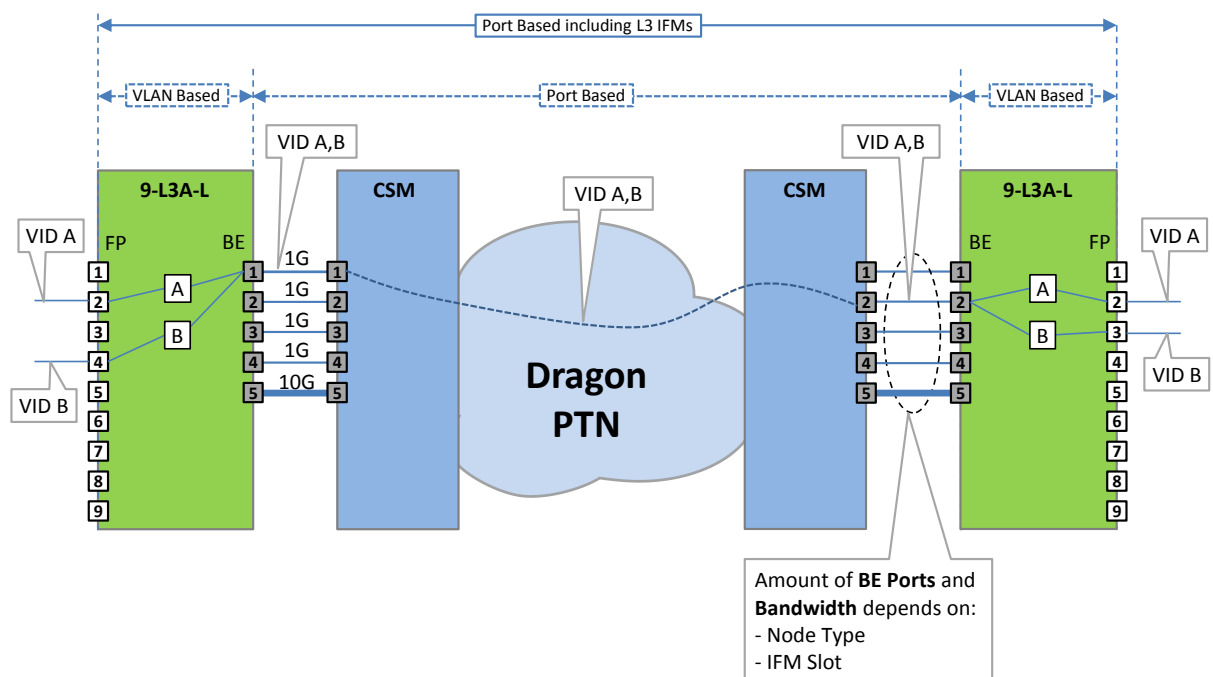 Port Based including L3 IFMs
VLAN Based
Port Based
VLAN Based
VID A,B
VID A,B
VID A,B
9-L3A-L
CSM
CSM
9-L3A-L
VID A
FP
BE
BE
FP
VID A
1
1
1G
1
1
1
1
2
A
2
1G
2
2
2
A
2
3
B
3
1G
3
3
3
B
3
4
4
1G
4
4
4
4
VID B
5
5
10G
5
5
5
5
VID B
6
6
7
7
8
8
9
9
Dragon
PTN
Amount of BE Ports and
Bandwidth depends on:
- Node Type
- IFM Slot